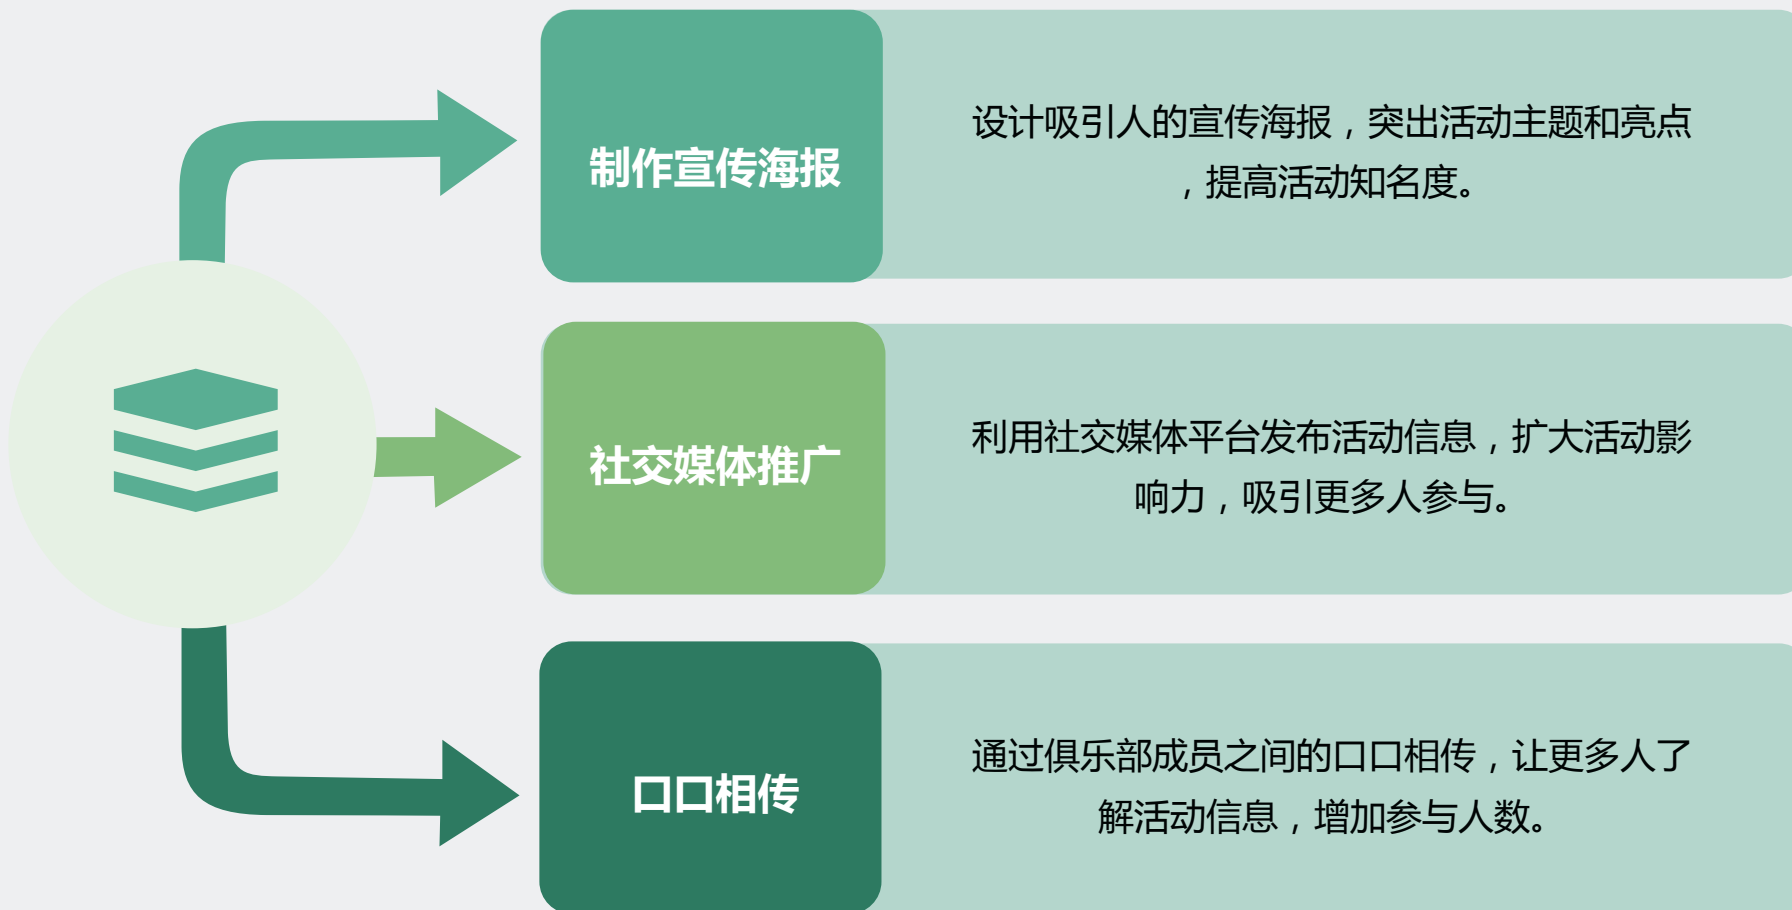 制作宣传海报
设计吸引人的宣传海报，突出活动主题和亮点
，提高活动知名度。
社交媒体推广
利用社交媒体平台发布活动信息，扩大活动影
响力，吸引更多人参与。
口口相传
通过俱乐部成员之间的口口相传，让更多人了
解活动信息，增加参与人数。